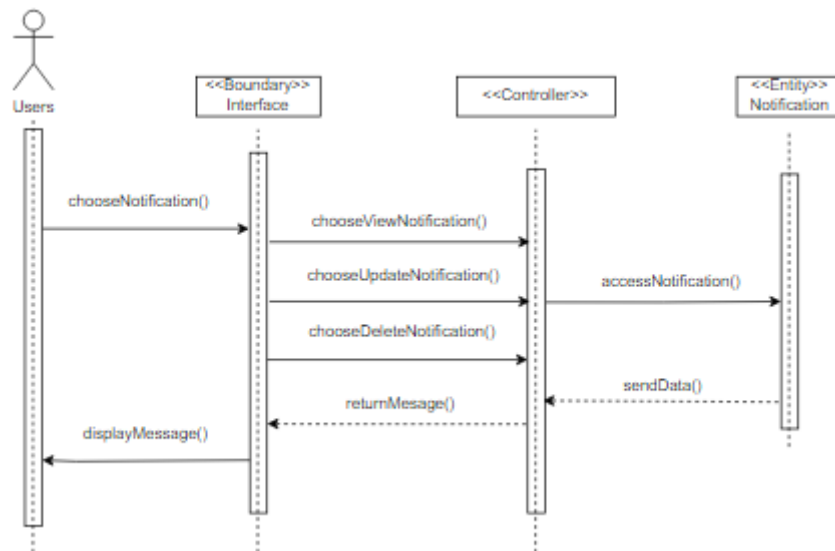 Users
<<Boundary>>
Interface
<<Controller>>
<<Entity>>
Notification
chooseNotification()
chooseViewNotification()
chooseUpdateNotification()
accessNotification()
chooseDeleteNotification()
sendData()
returnMesage()
displayMessage()